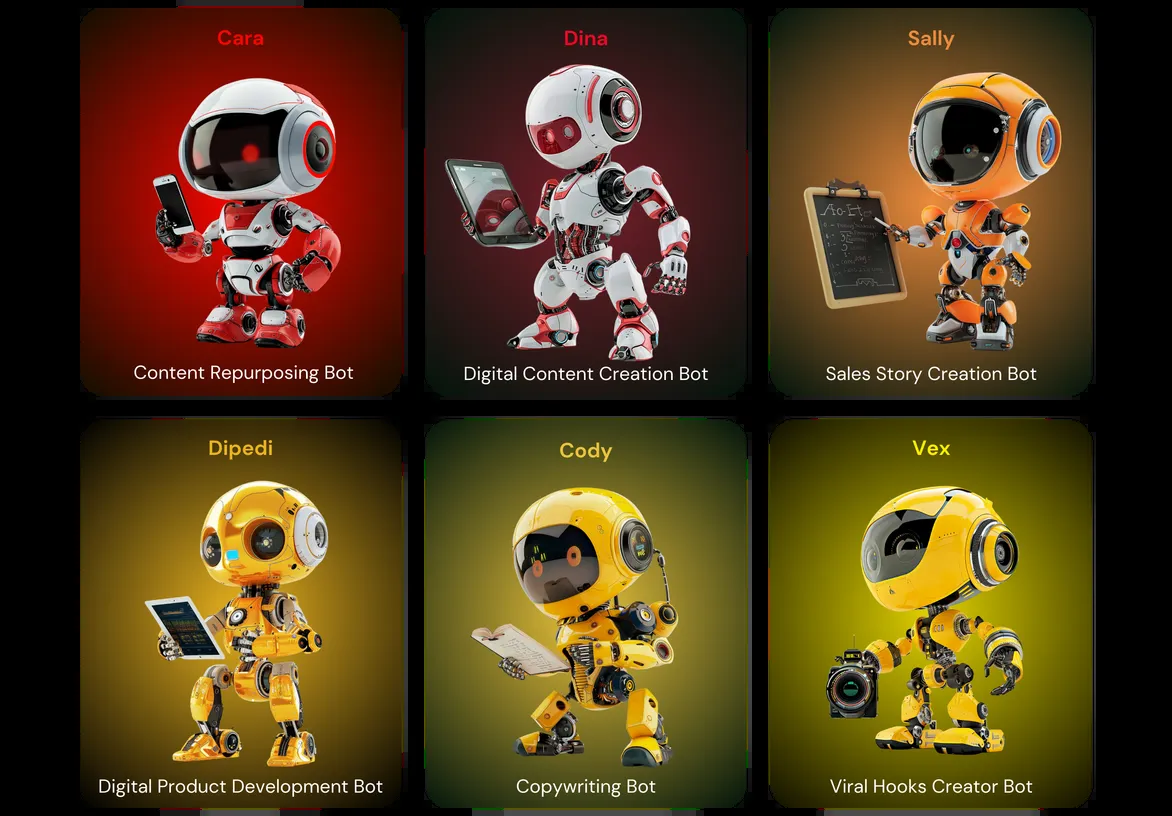 Cara
Dina
Sally
Content Repurposing Bot
Digital Content Creation Bot
Sales Story Creation Bot
Dipedi
Cody
Vex
Digital Product Development Bot
Copywriting Bot
Viral Hooks Creator Bot